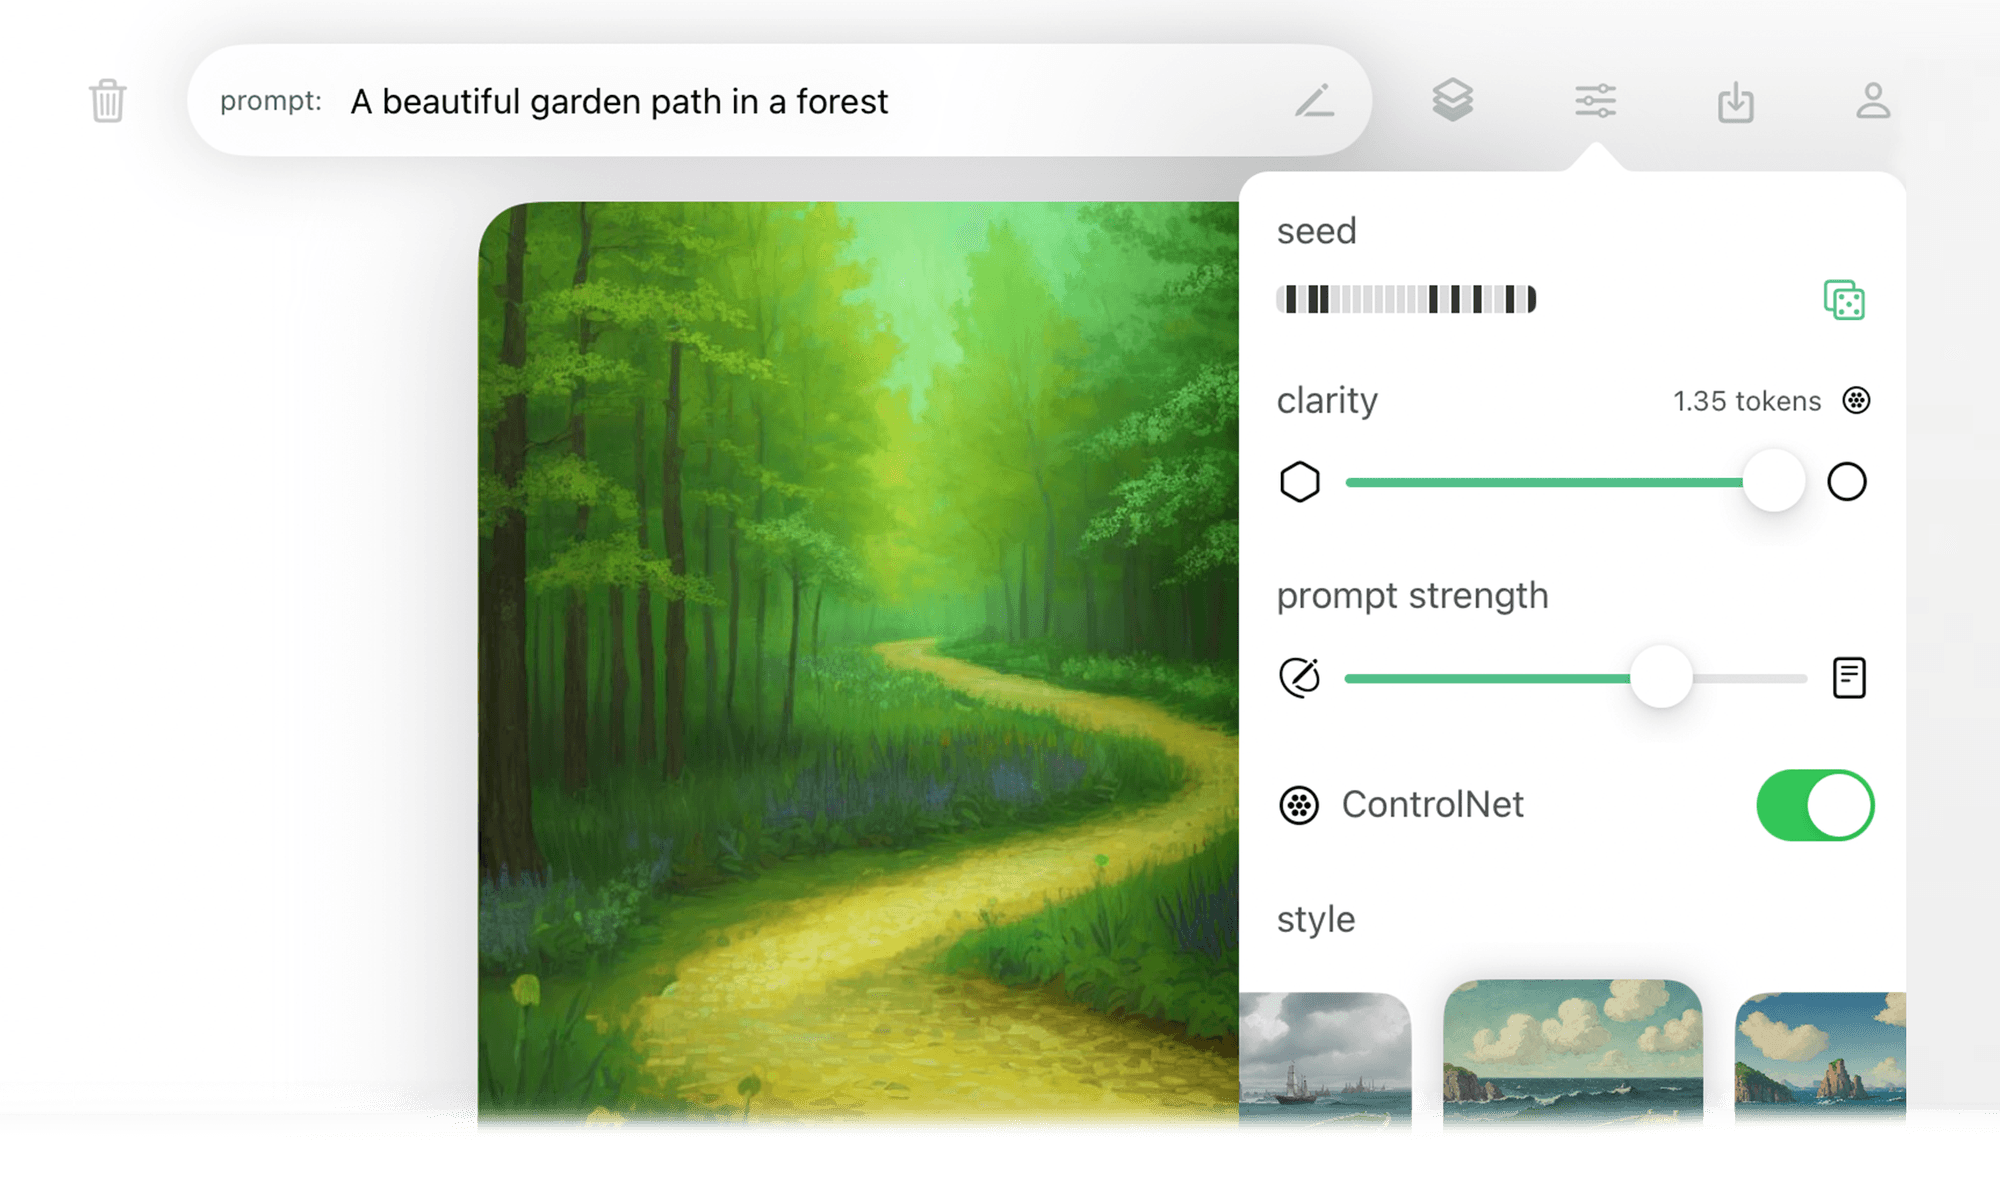 prompt: A beautiful garden path in a forest
seed
clarity 1.35 tokens
prompt strength
ControlNet
style